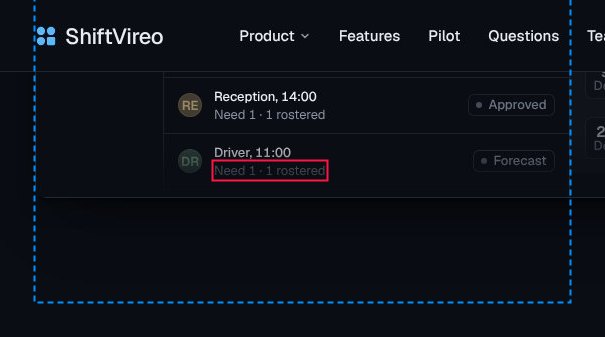 ShiftVireo
Product Features Pilot Questions
RE Reception, 14:00 Approved
Need 1 · 1 rostered
DR Driver, 11:00 Forecast
Need 1 · 1 rostered
2